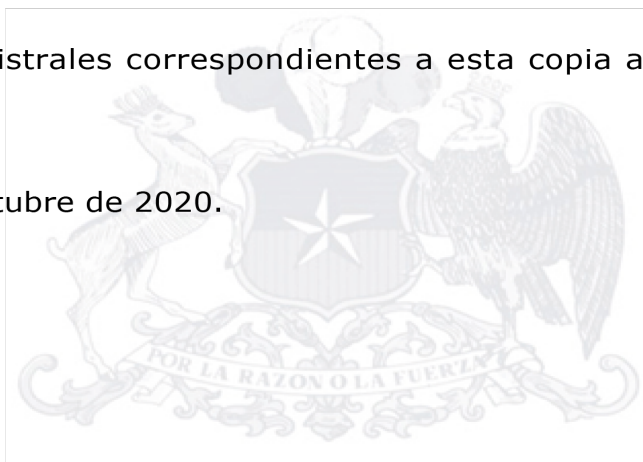 istrales correspondientes a esta copia a
tubre de 2020.
POR LA RAZON O LA FUERZA